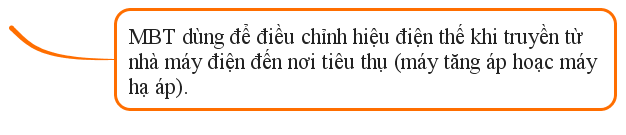 MBT dùng để điều chỉnh hiệu điện thế khi truyền từ
nhà máy điện đến nơi tiêu thụ (máy tăng áp hoạc máy
hạ áp).